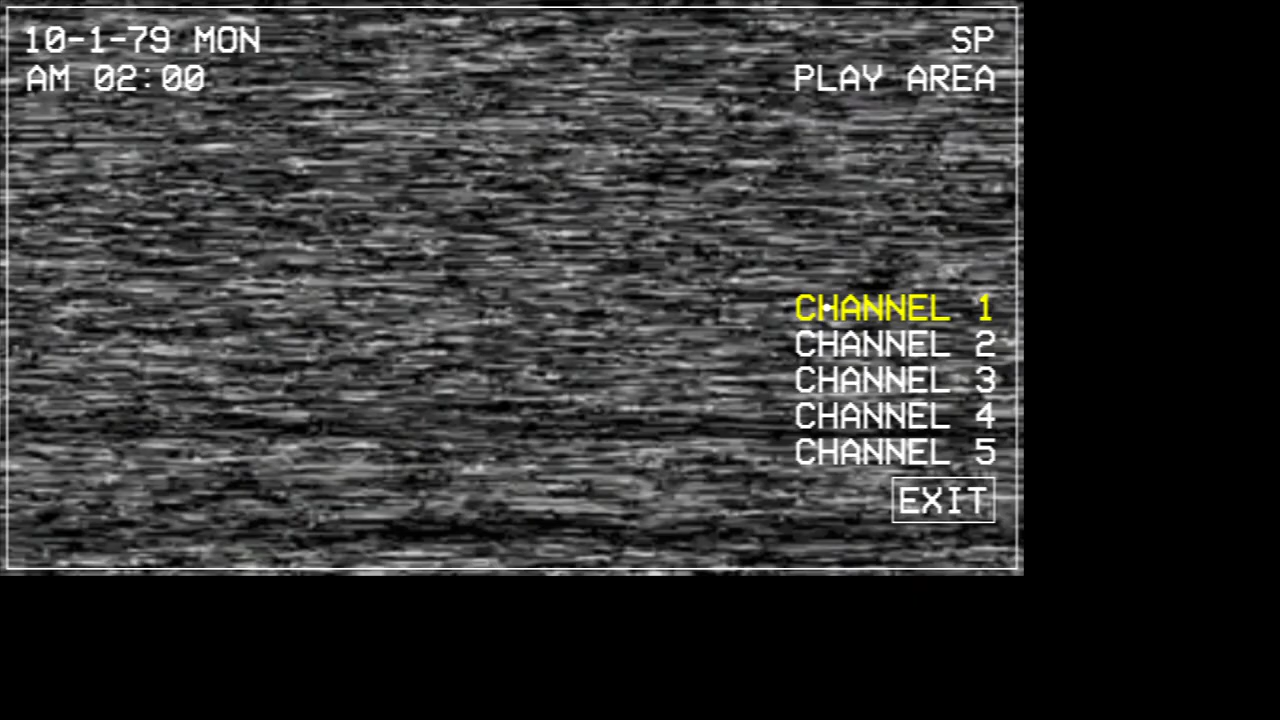 10-1-79 MON
AM 02:00
SP
PLAY AREA
CHANNEL 1
CHANNEL 2
CHANNEL 3
CHANNEL 4
CHANNEL 5
EXIT